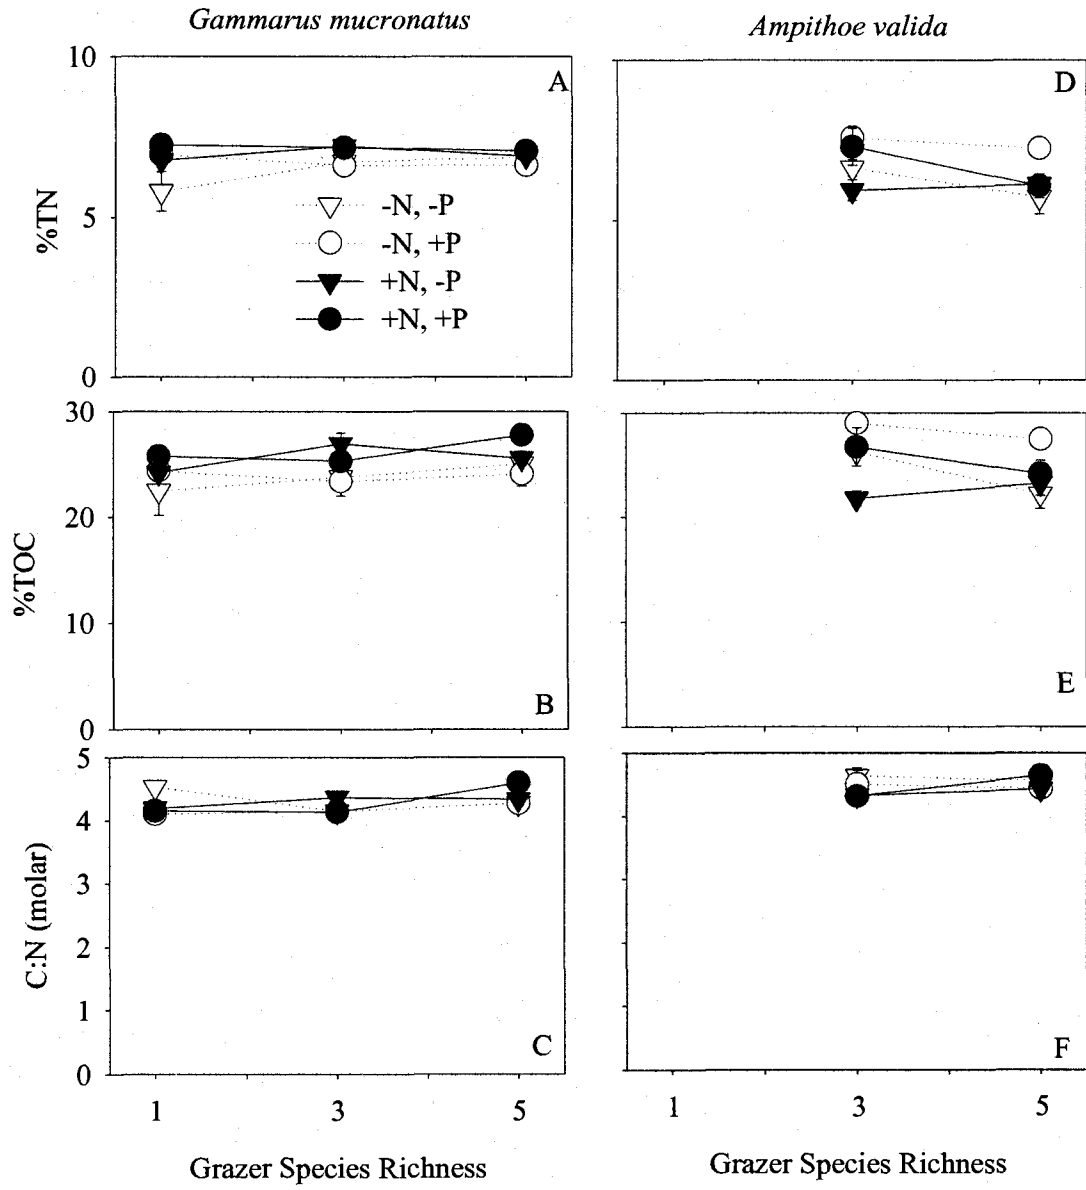 Gammarus mucronatus
Ampithoe valida
10
5
0
%TN
A
-N, -P
-N, +P
+N, -P
+N, +P
D
30
20
10
0
%TOC
B
E
5
4
3
2
1
0
C:N (molar)
C
F
1 3 5
1 3 5
Grazer Species Richness
Grazer Species Richness